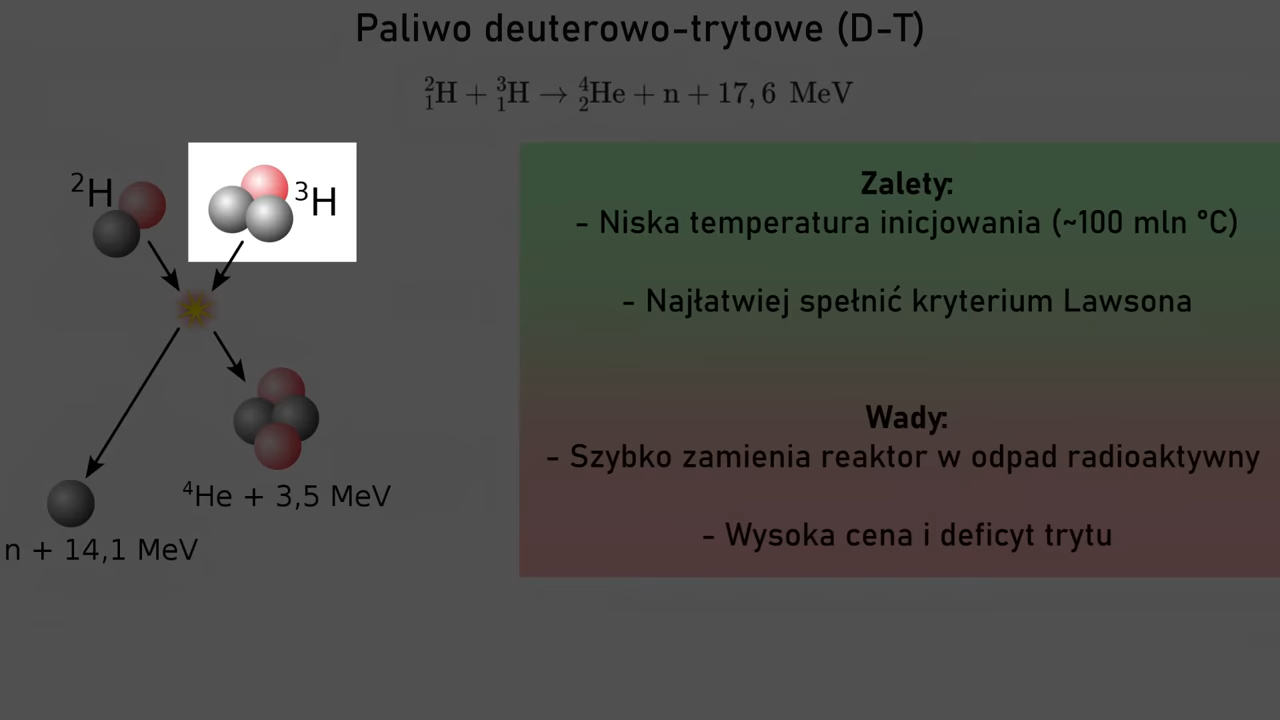 Paliwo deuterowo-trytowe (D-T)
²₁H + ³₁H → ⁴₂He + n + 17,6 MeV
²H
³H
⁴He + 3,5 MeV
n + 14,1 MeV
Zalety:
- Niska temperatura inicjowania (~100 mln °C)
- Najłatwiej spełnić kryterium Lawsona
Wady:
- Szybko zamienia reaktor w odpad radioaktywny
- Wysoka cena i deficyt trytu